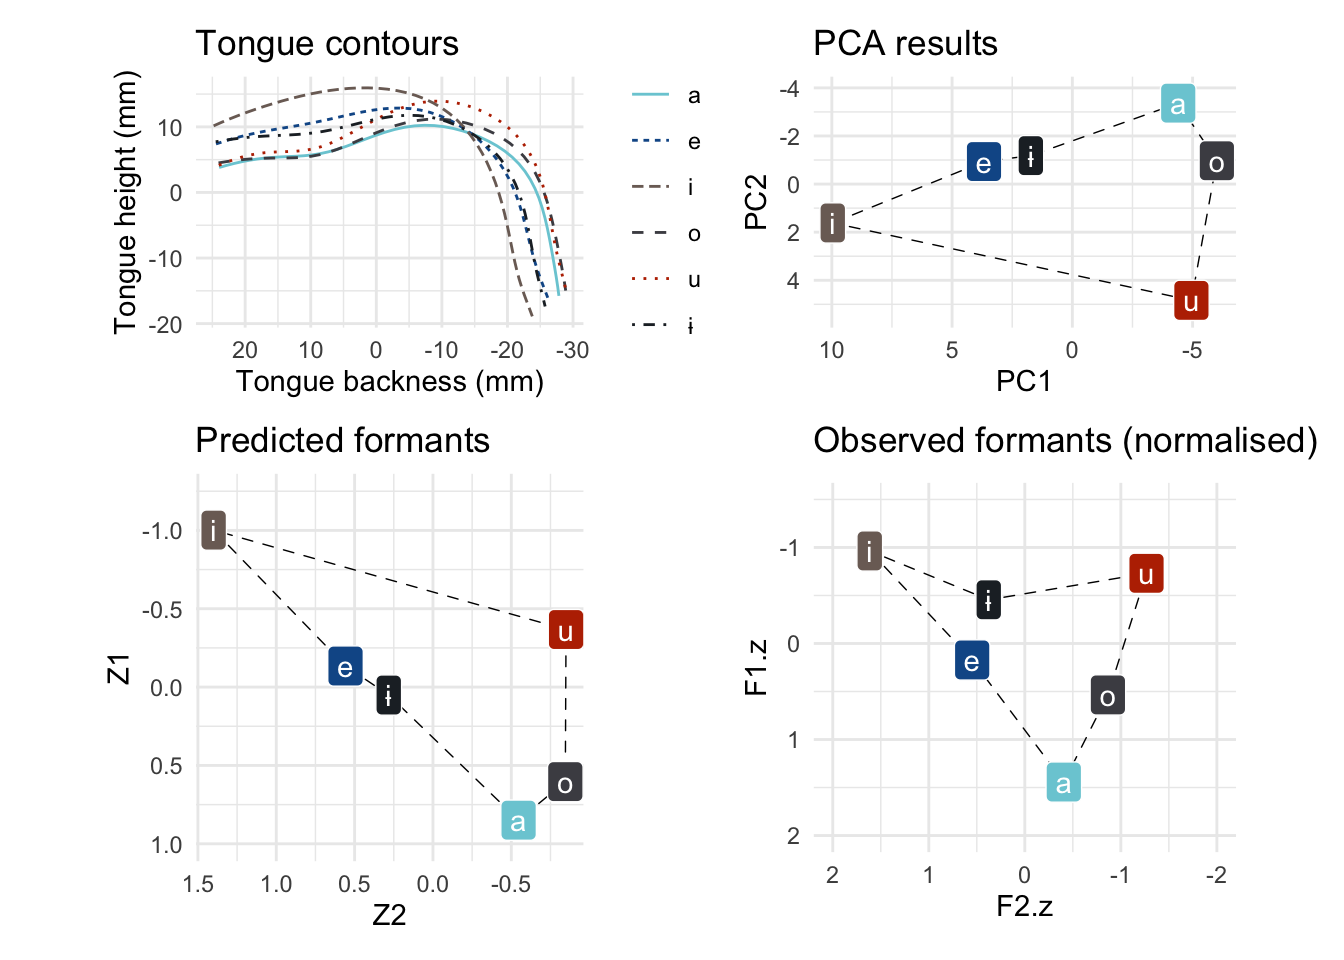 Tongue contours
Tongue height (mm)
10
0
-10
-20
20 10 0 -10 -20 -30
Tongue backness (mm)
a
e
i
o
u
ɨ
PCA results
PC2
-4
-2
0
2
4
a
o
e
ɨ
i
u
10 5 0 -5
PC1
Predicted formants
Z1
-1.0
-0.5
0.0
0.5
1.0
i
u
e
ɨ
o
a
1.5 1.0 0.5 0.0 -0.5
Z2
Observed formants (normalised)
F1.z
-1
0
1
2
i
u
ɨ
e
o
a
2 1 0 -1 -2
F2.z